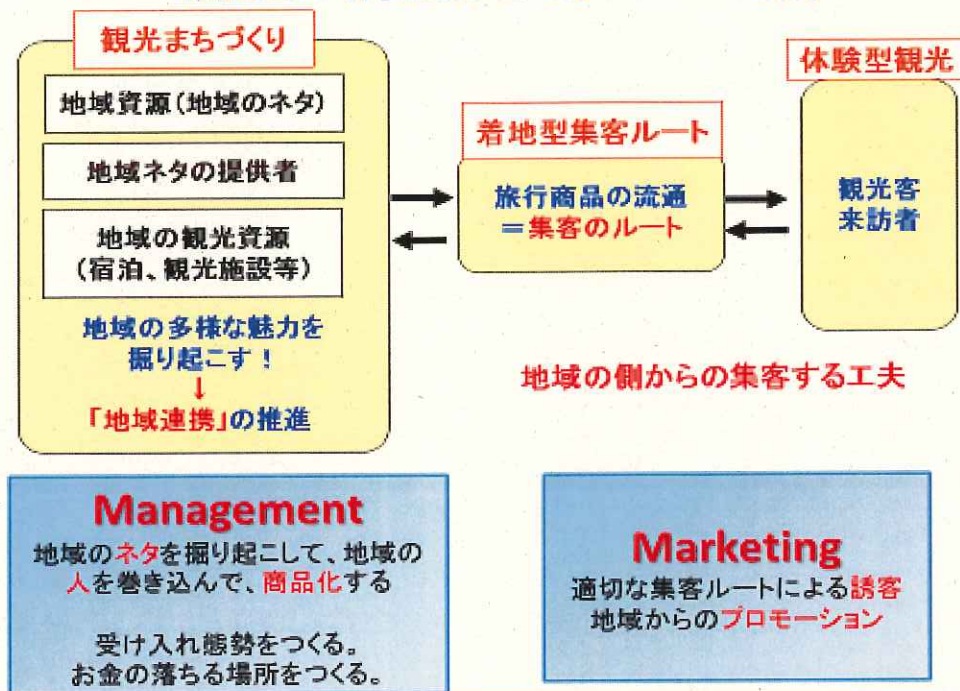 観光まちづくり
地域資源(地域のネタ)
地域ネタの提供者
地域の観光資源
(宿泊、観光施設等)
地域の多様な魅力を
掘り起こす!
↓
「地域連携」の推進
着地型集客ルート
旅行商品の流通
=集客のルート
体験型観光
観光客
来訪者
地域の側からの集客する工夫
Management
地域のネタを掘り起こして、地域の
人を巻き込んで、商品化する
受け入れ態勢をつくる。
お金の落ちる場所をつくる。
Marketing
適切な集客ルートによる誘客
地域からのプロモーション